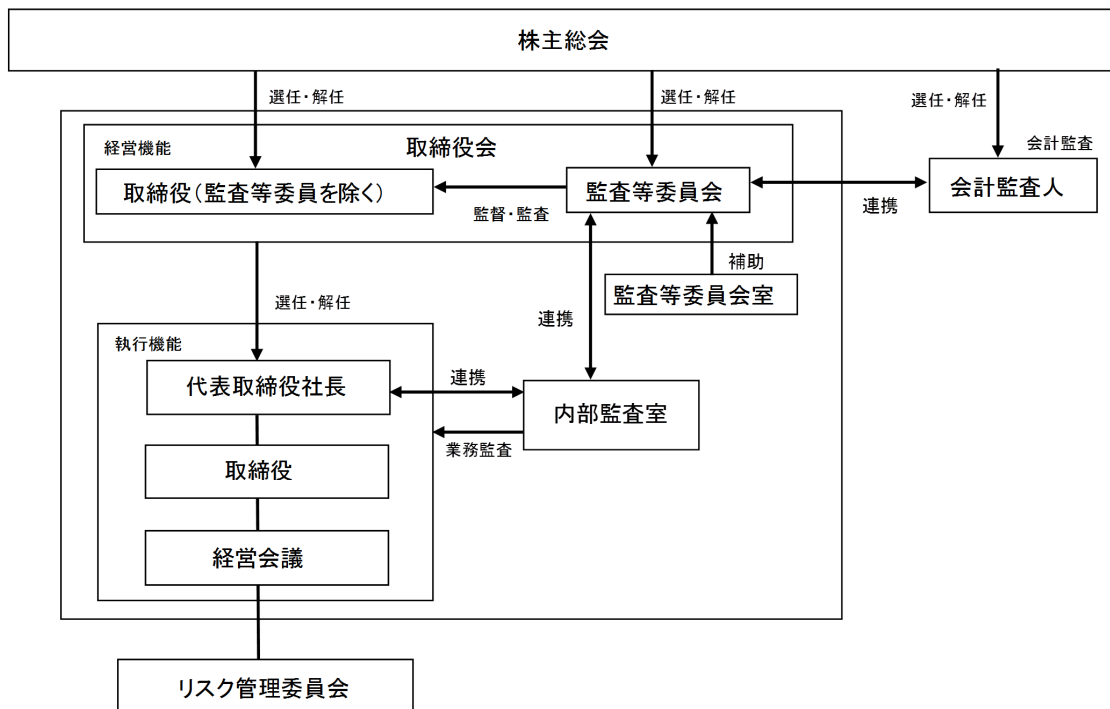 株主総会
選任・解任
選任・解任
選任・解任
経営機能
取締役会
会計監査
取締役(監査等委員を除く)
監査等委員会
会計監査人
監督・監査
連携
補助
監査等委員会室
選任・解任
連携
執行機能
代表取締役社長
連携
内部監査室
業務監査
取締役
経営会議
リスク管理委員会